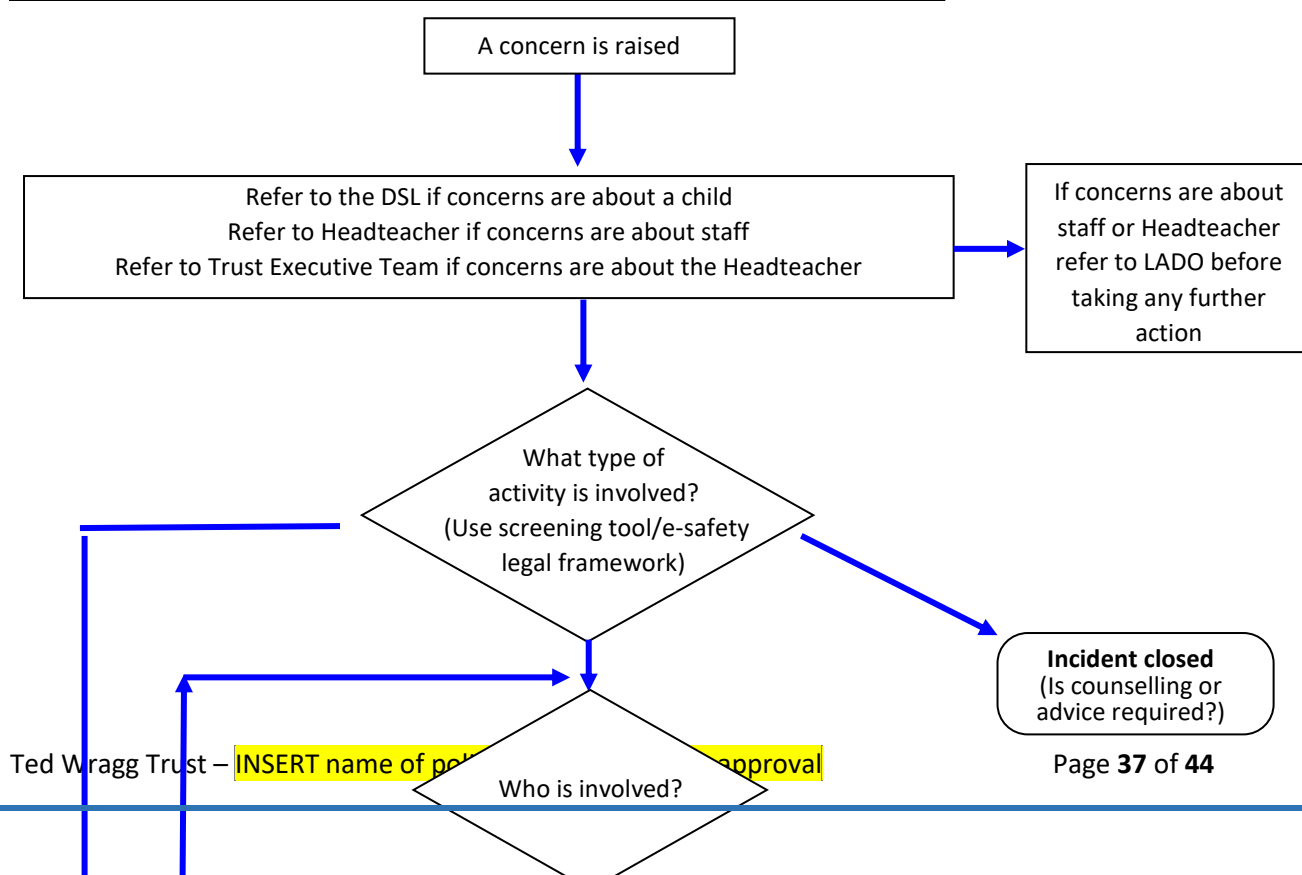 A concern is raised
Refer to the DSL if concerns are about a child
Refer to Headteacher if concerns are about staff
Refer to Trust Executive Team if concerns are about the Headteacher
If concerns are about
staff or Headteacher
refer to LADO before
taking any further
action
What type of
activity is involved?
(Use screening tool/e-safety
legal framework)
Incident closed
(Is counselling or
advice required?)
Ted Wragg Trust – INSERT name of approval
Page 37 of 44
Who is involved?